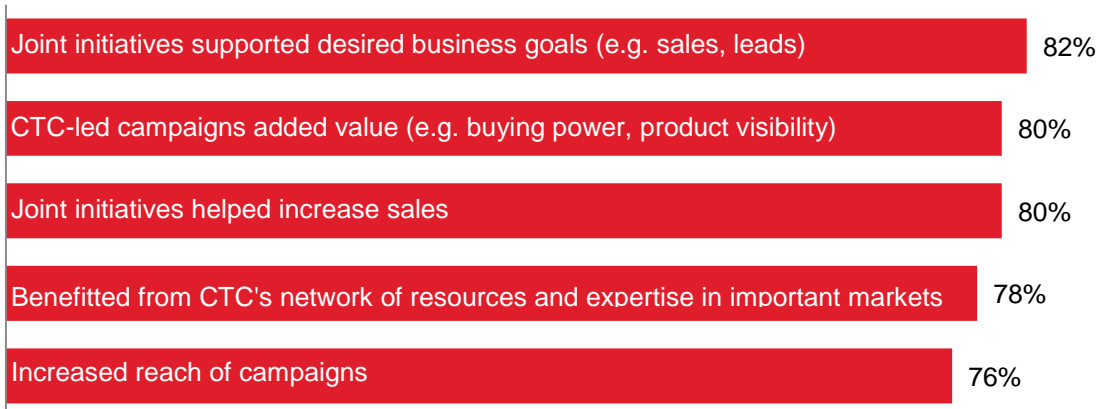 Joint initiatives supported desired business goals (e.g. sales, leads) 82%
CTC-led campaigns added value (e.g. buying power, product visibility) 80%
Joint initiatives helped increase sales 80%
Benefitted from CTC's network of resources and expertise in important markets 78%
Increased reach of campaigns 76%